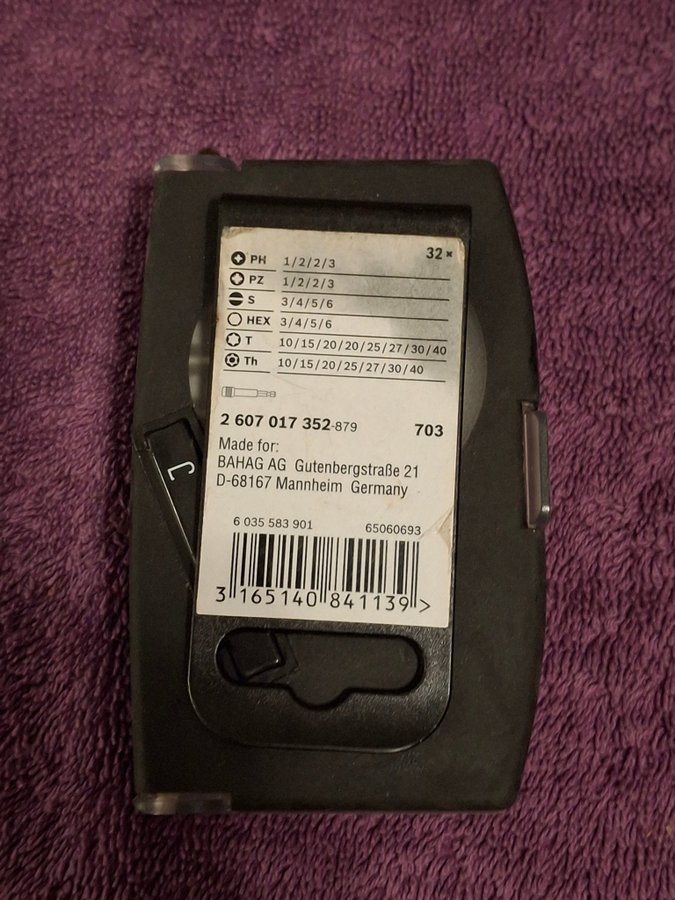 32 ×
PH 1/2/2/3
PZ 1/2/2/3
S 3/4/5/6
HEX 3/4/5/6
T 10/15/20/20/25/27/30/40
Th 10/15/20/25/27/30/40
2 607 017 352-879 703
Made for:
BAHAG AG Gutenbergstraße 21
D-68167 Mannheim Germany
6 035 583 901 65060693
3 165140 841139 >